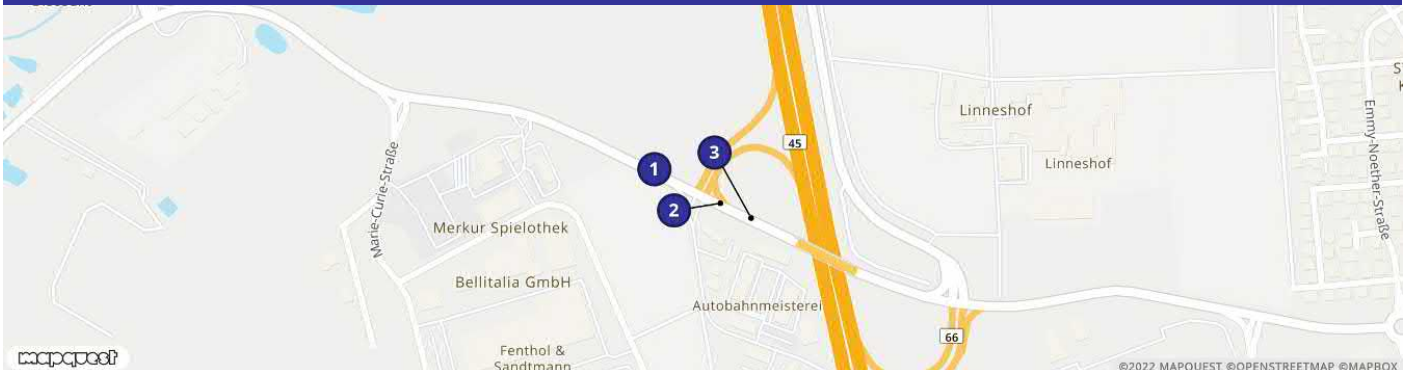 45
1
3
2
Linneshof
Linneshof
Emmy-Noether-Straße
Marie-Curie-Straße
Merkur Spielothek
Bellitalia GmbH
Autobahnmeisterei
66
Fenthol &
Sandtmann
mapquest
©2022 MAPQUEST ©OPENSTREETMAP ©MAPBOX